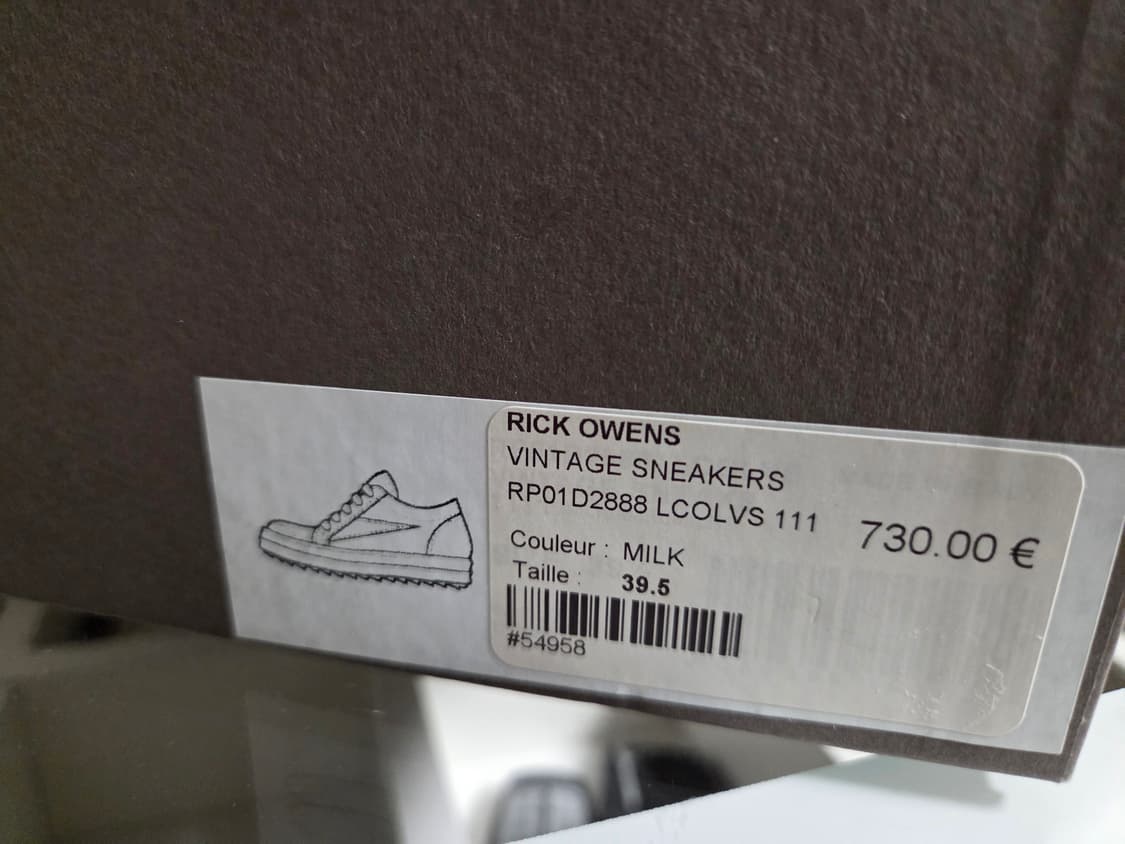 RICK OWENS
VINTAGE SNEAKERS
RP01D2888 LCOLVS 111
730.00 €
Couleur : MILK
Taille : 39.5
#54958